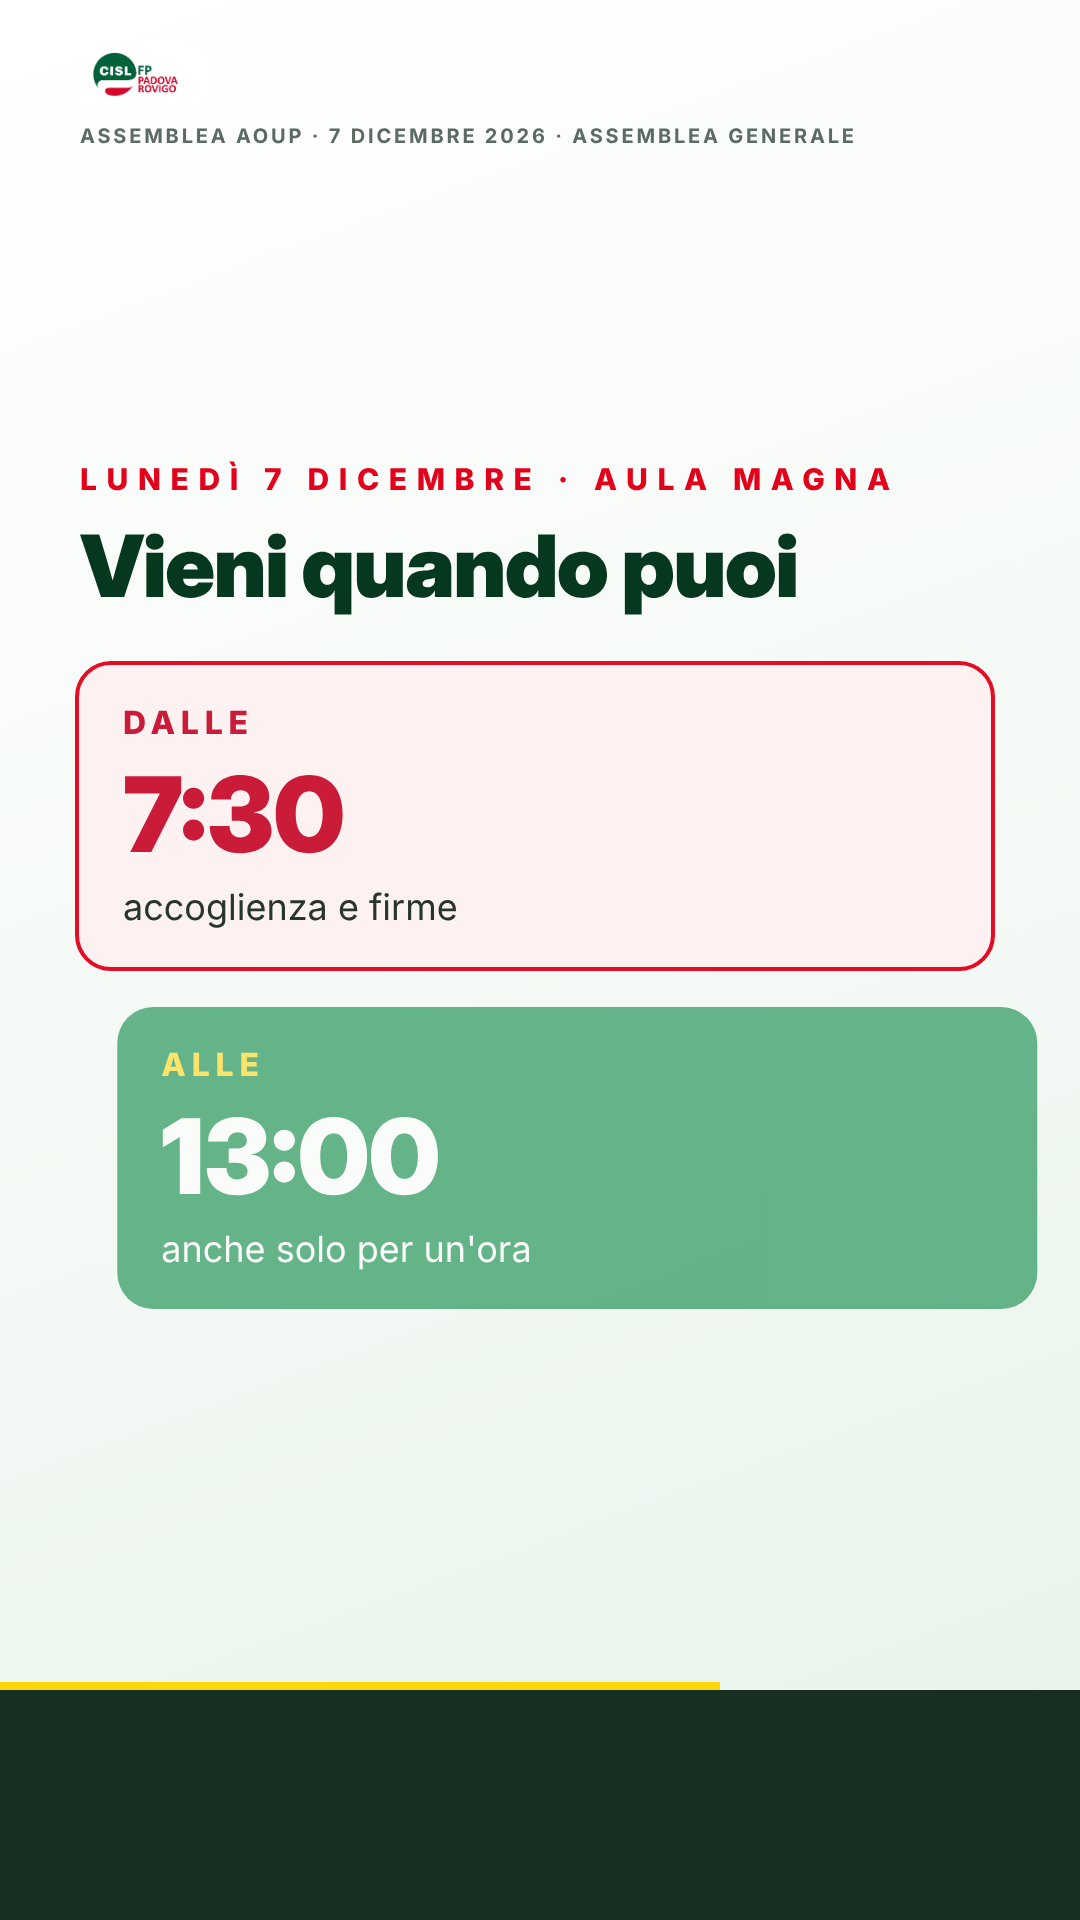 CISL FP
PADOVA
ROVIGO
ASSEMBLEA AOUP · 7 DICEMBRE 2026 · ASSEMBLEA GENERALE
LUNEDÌ 7 DICEMBRE · AULA MAGNA
Vieni quando puoi
DALLE
7:30
accoglienza e firme
ALLE
13:00
anche solo per un'ora